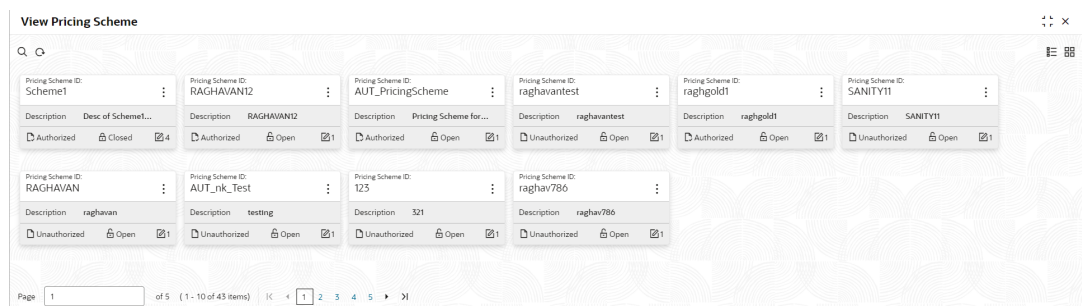 View Pricing Scheme
Pricing Scheme ID: Pricing Scheme ID: Pricing Scheme ID: Pricing Scheme ID: Pricing Scheme ID: Pricing Scheme ID:
Scheme1 RAGHAVAN12 AUT_PricingScheme raghavantest raghgold1 SANITY11
Description Desc of Scheme1... Description RAGHAVAN12 Description Pricing Scheme for... Description raghavantest Description raghgold1 Description SANITY11
Authorized Closed 4 Authorized Open 1 Authorized Open 1 Unauthorized Open 1 Authorized Open 1 Unauthorized Open 1
Pricing Scheme ID: Pricing Scheme ID: Pricing Scheme ID: Pricing Scheme ID:
RAGHAVAN AUT_nk_Test 123 raghav786
Description raghavan Description testing Description 321 Description raghav786
Unauthorized Open 1 Unauthorized Open 1 Unauthorized Open 1 Unauthorized Open 1
Page 1 of 5 (1 - 10 of 43 items) 1 2 3 4 5